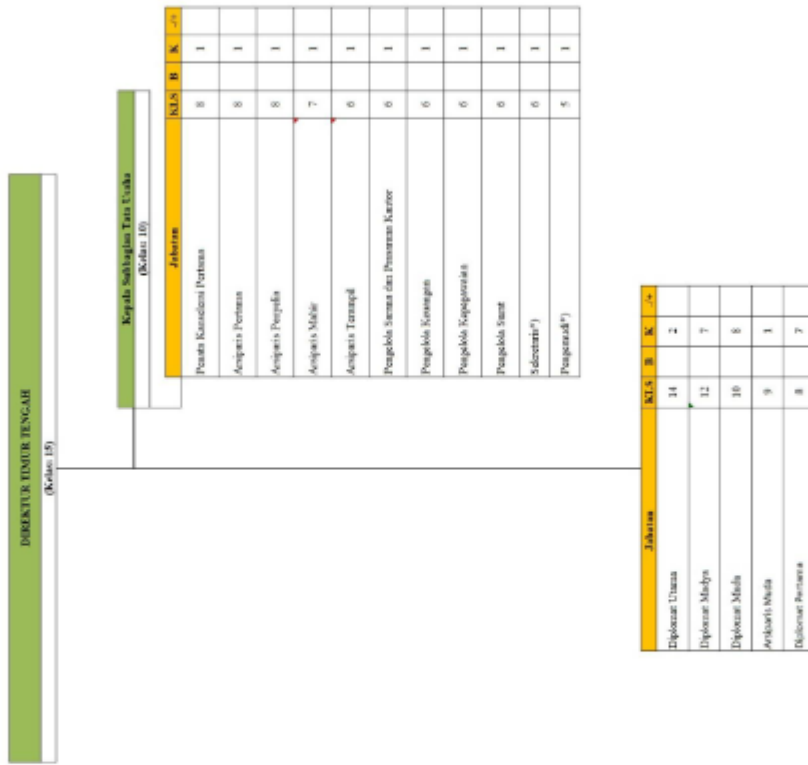 DIREKTUR TIMUR TENGAH
(Kelas: 15)
Kepala Subbagian Tata Usaha
(Kelas: 10)
Jabatan KLS B K -/+
Penata Kanselerai Pertama 8 1
Arsiparis Pertama 8 1
Arsiparis Penyelia 8 1
Arsiparis Mahir 7 1
Arsiparis Terampil 6 1
Pengelola Sarana dan Prasarana Kantor 6 1
Pengelola Keuangan 6 1
Pengelola Kepegawaian 6 1
Pengelola Surat 6 1
Sekretaris*) 6 1
Pengemudi*) 5 1
Jabatan KLS B K -/+
Diplomat Utama 14 2
Diplomat Madya 12 7
Diplomat Muda 10 8
Arsiparis Muda 9 1
Diplomat Pertama 8 7